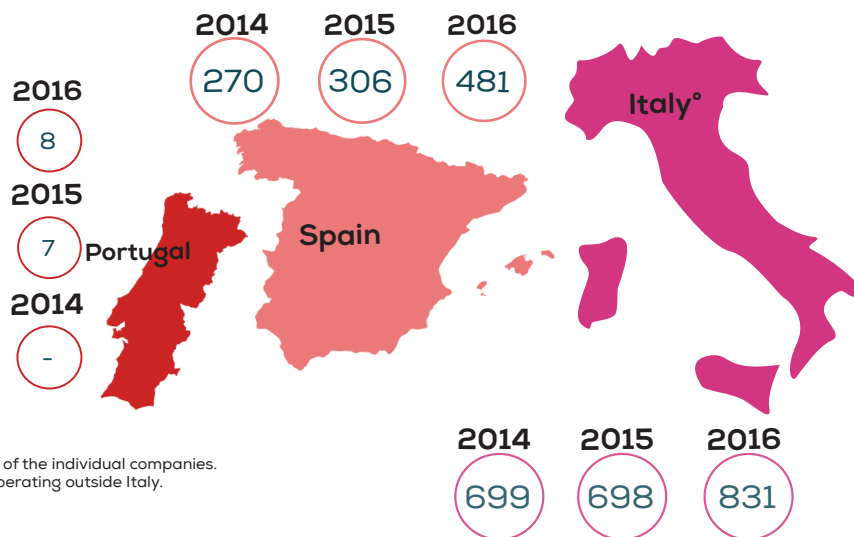 2014 2015 2016
270 306 481
2016
8
2015
7
2014
-
Portugal
Spain
Italy°
of the individual companies.
perating outside Italy.
2014 2015 2016
699 698 831